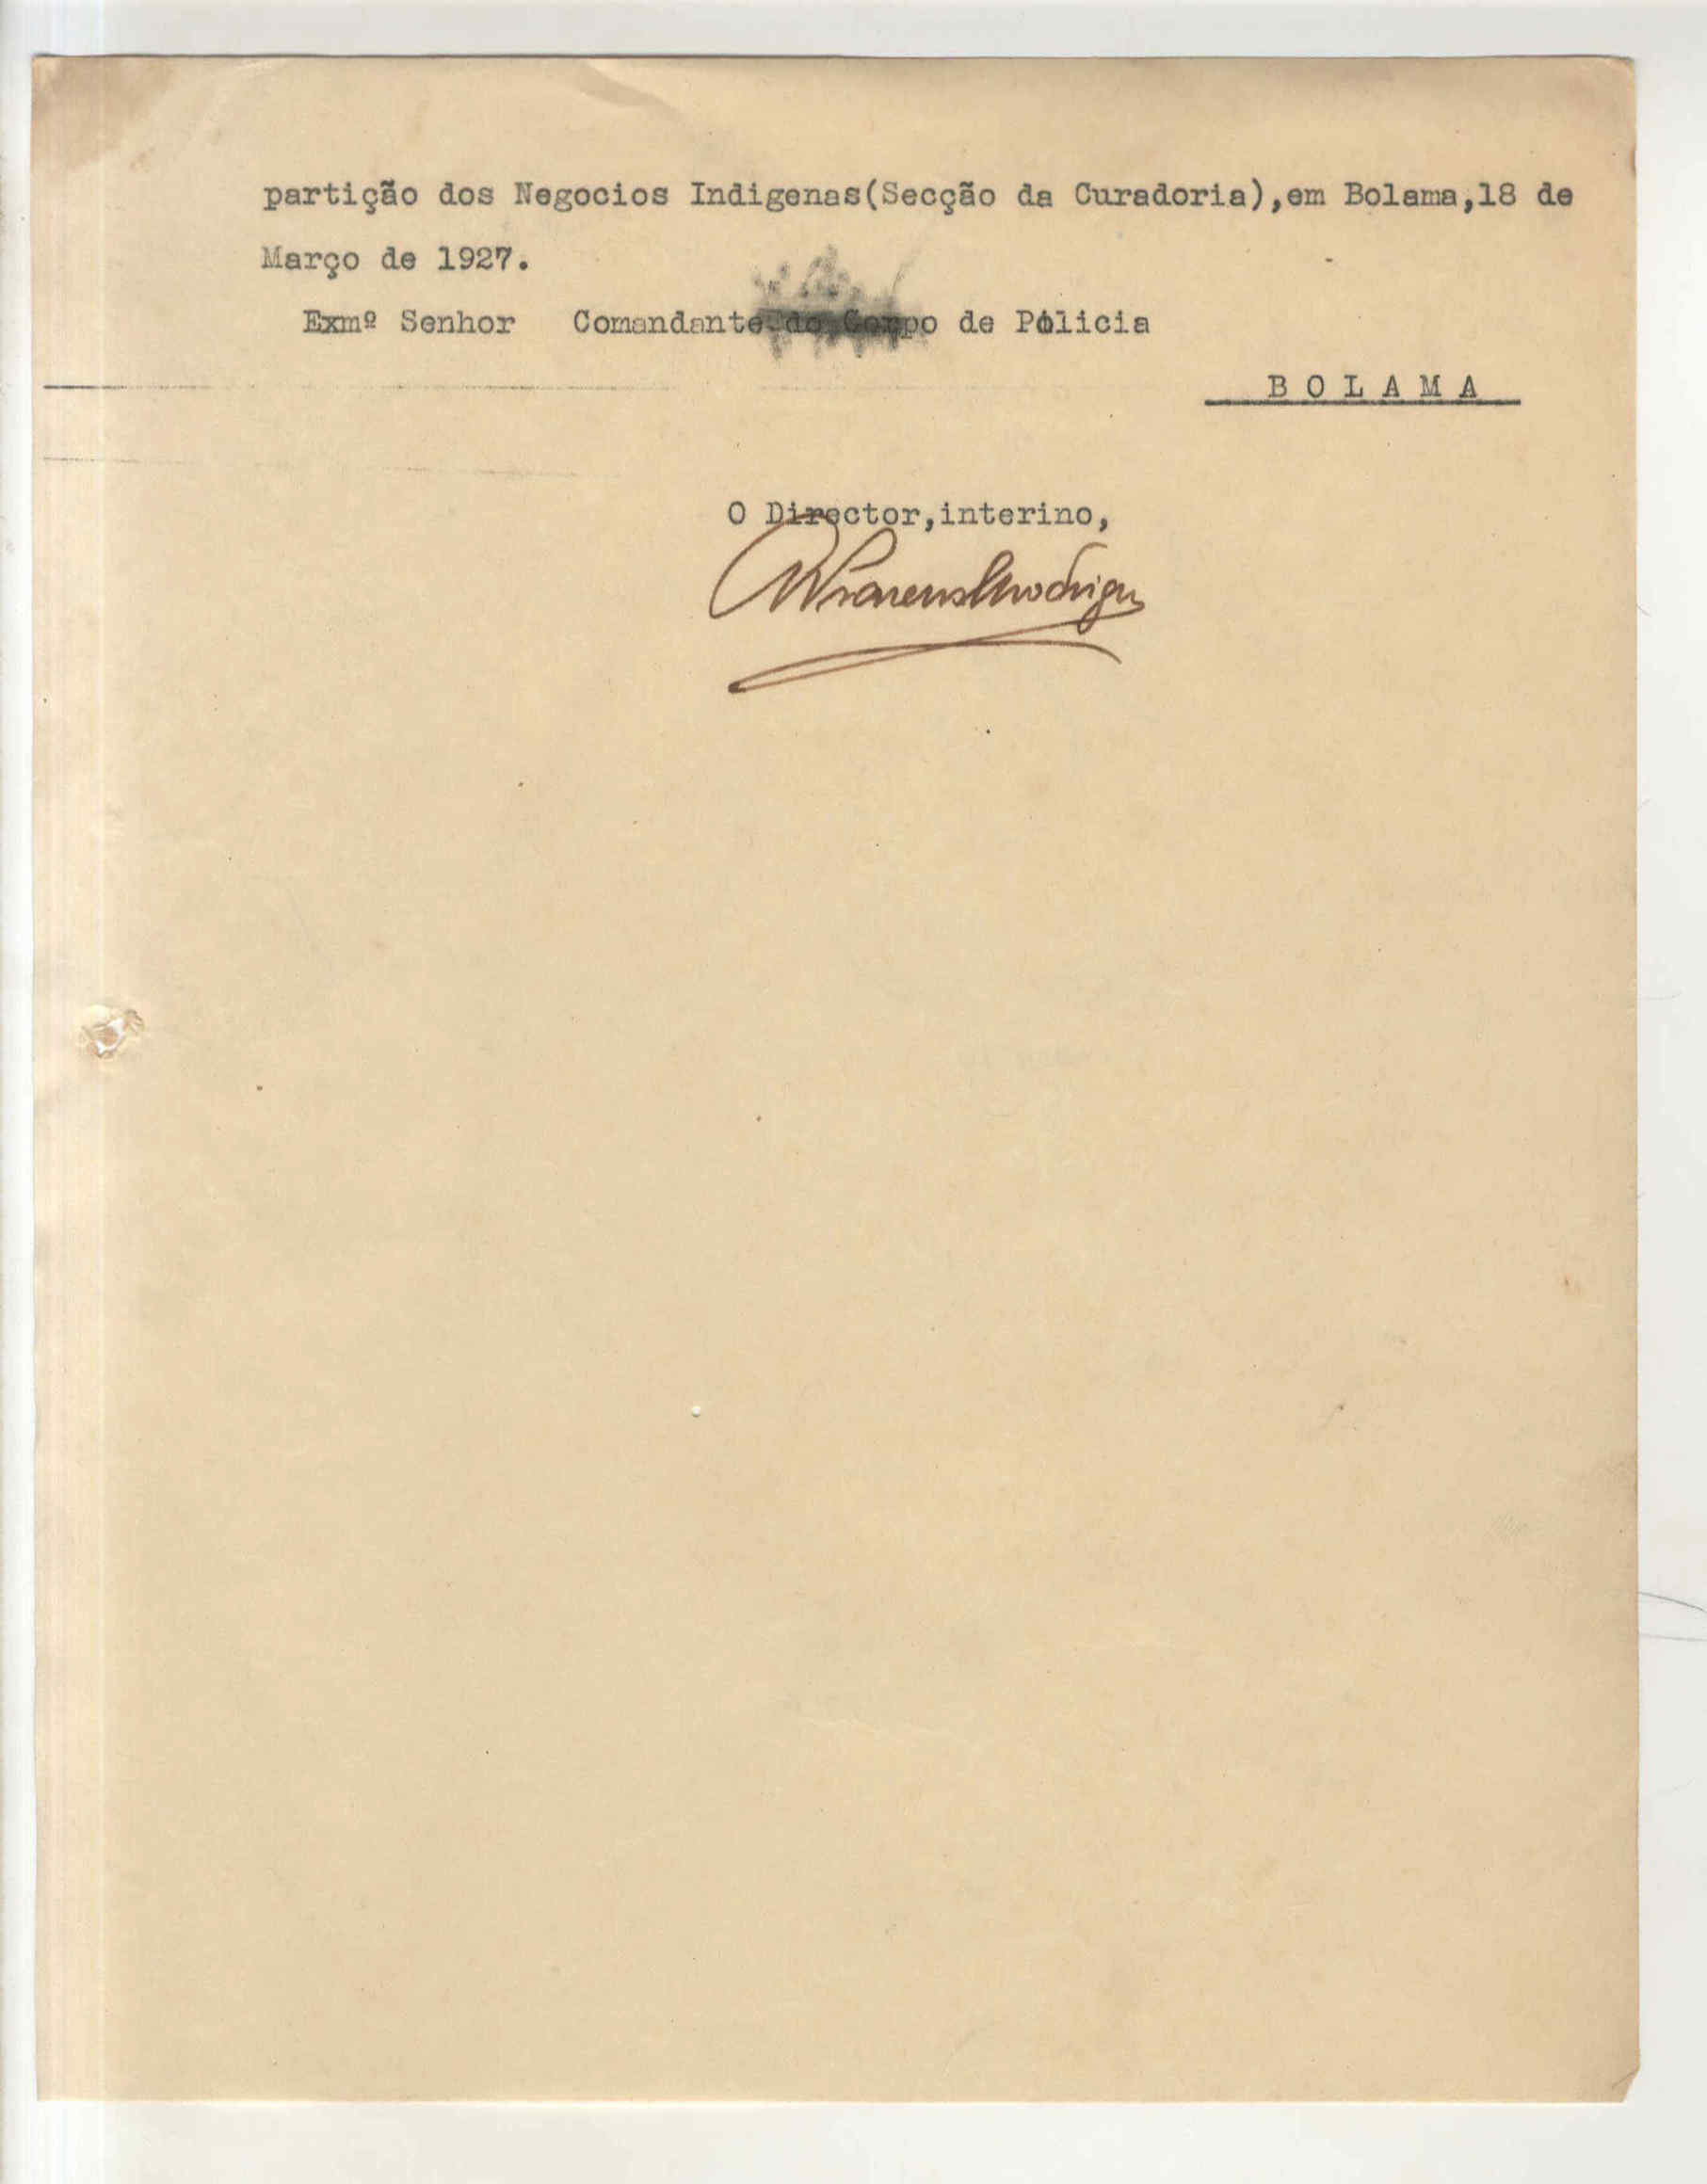 partição dos Negocios Indigenas(Secção da Curadoria),em Bolama,18 de
Março de 1927.
Exmº Senhor Comandante do Corpo de Policia
BOLAMA
O Director,interino,